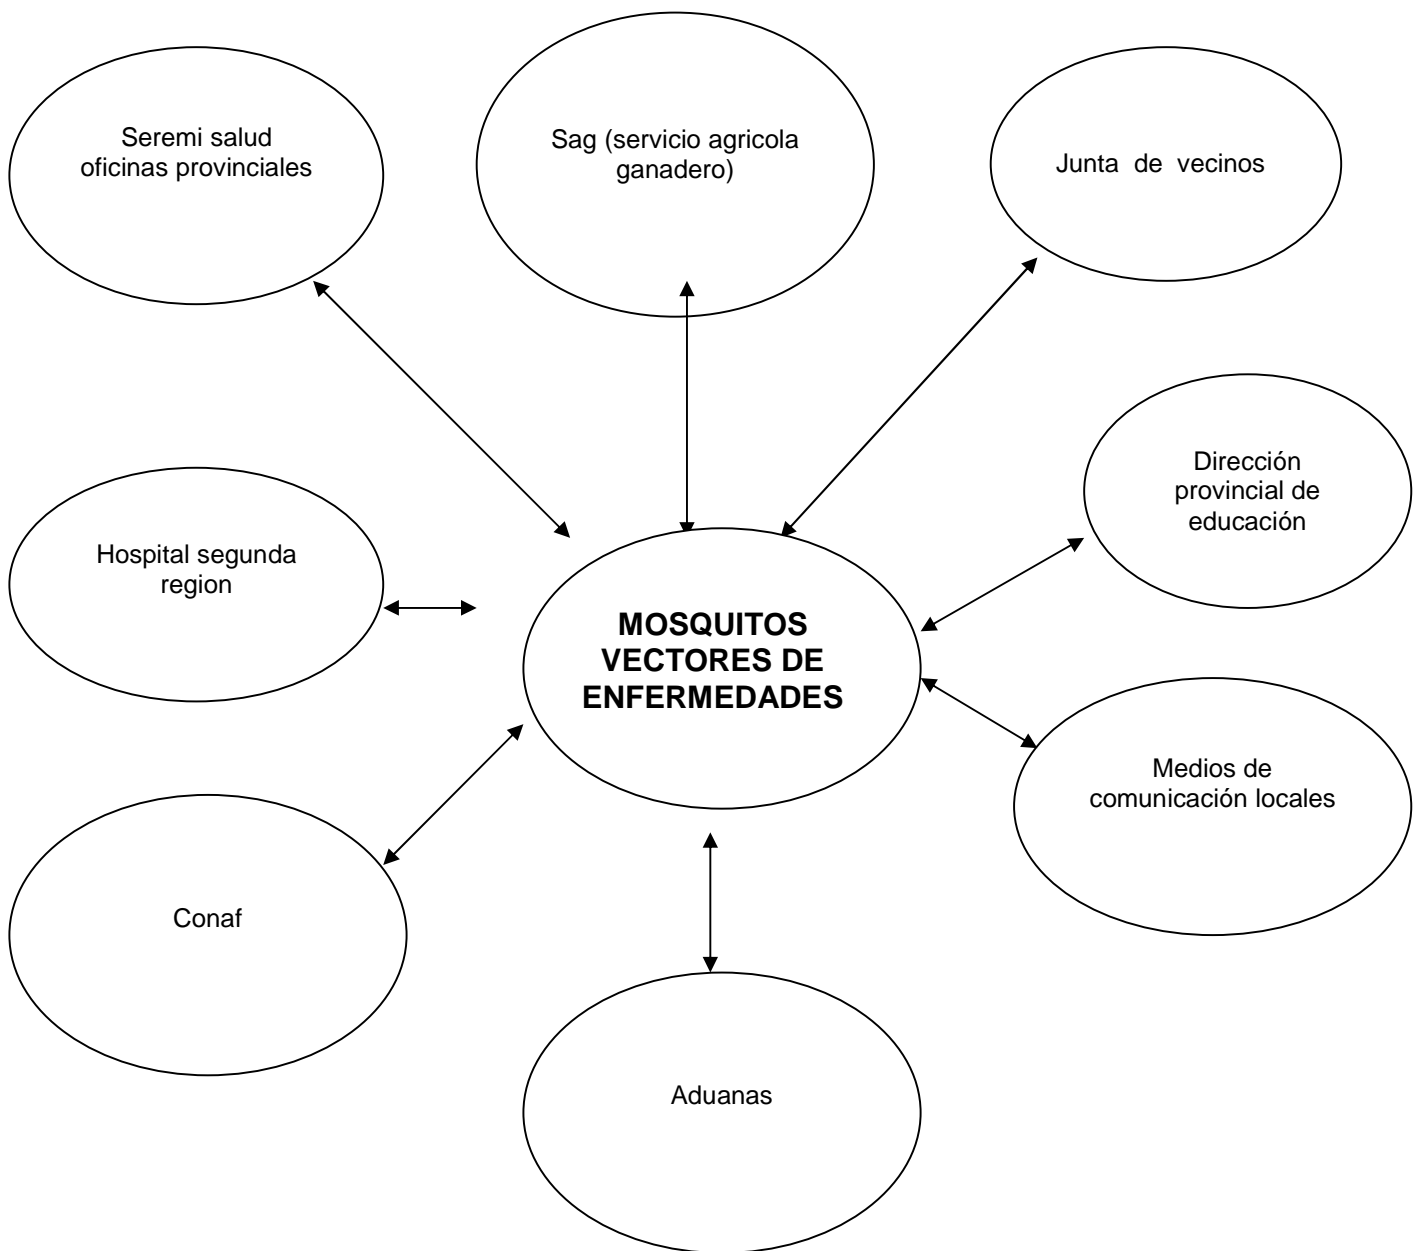 Seremi salud
oficinas provinciales
Sag (servicio agricola
ganadero)
Junta de vecinos
Dirección
provincial de
educación
Hospital segunda
region
MOSQUITOS
VECTORES DE
ENFERMEDADES
Medios de
comunicación locales
Conaf
Aduanas